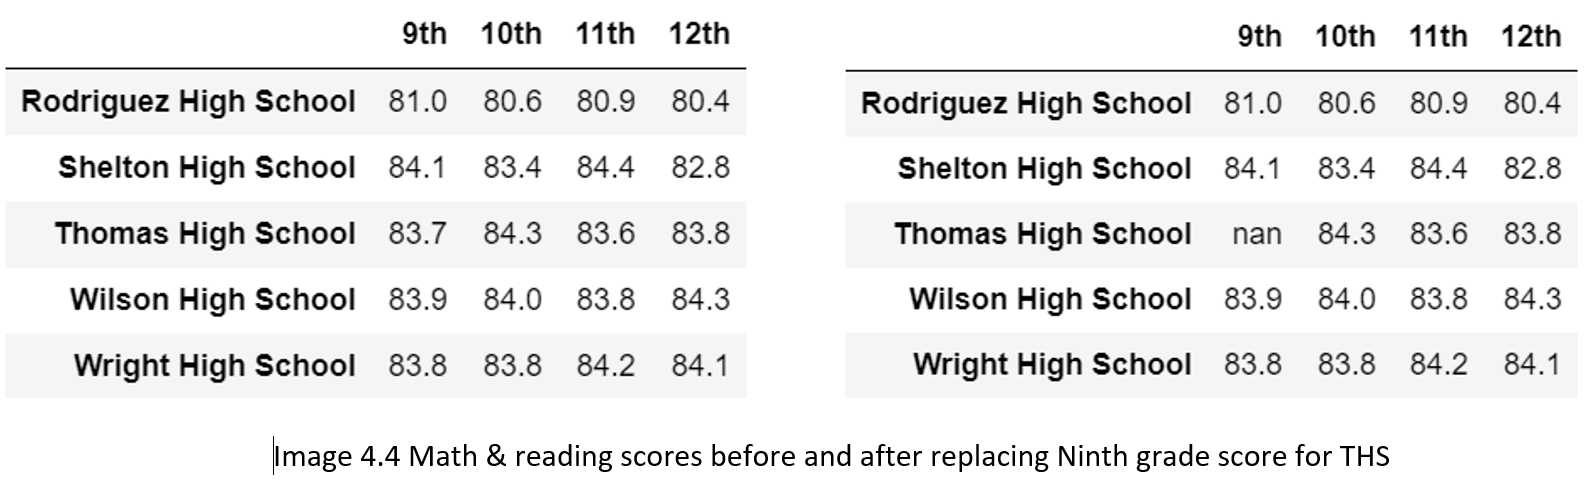 9th 10th 11th 12th
Rodriguez High School 81.0 80.6 80.9 80.4
Shelton High School 84.1 83.4 84.4 82.8
Thomas High School 83.7 84.3 83.6 83.8
Wilson High School 83.9 84.0 83.8 84.3
Wright High School 83.8 83.8 84.2 84.1
9th 10th 11th 12th
Rodriguez High School 81.0 80.6 80.9 80.4
Shelton High School 84.1 83.4 84.4 82.8
Thomas High School nan 84.3 83.6 83.8
Wilson High School 83.9 84.0 83.8 84.3
Wright High School 83.8 83.8 84.2 84.1
Image 4.4 Math & reading scores before and after replacing Ninth grade score for THS